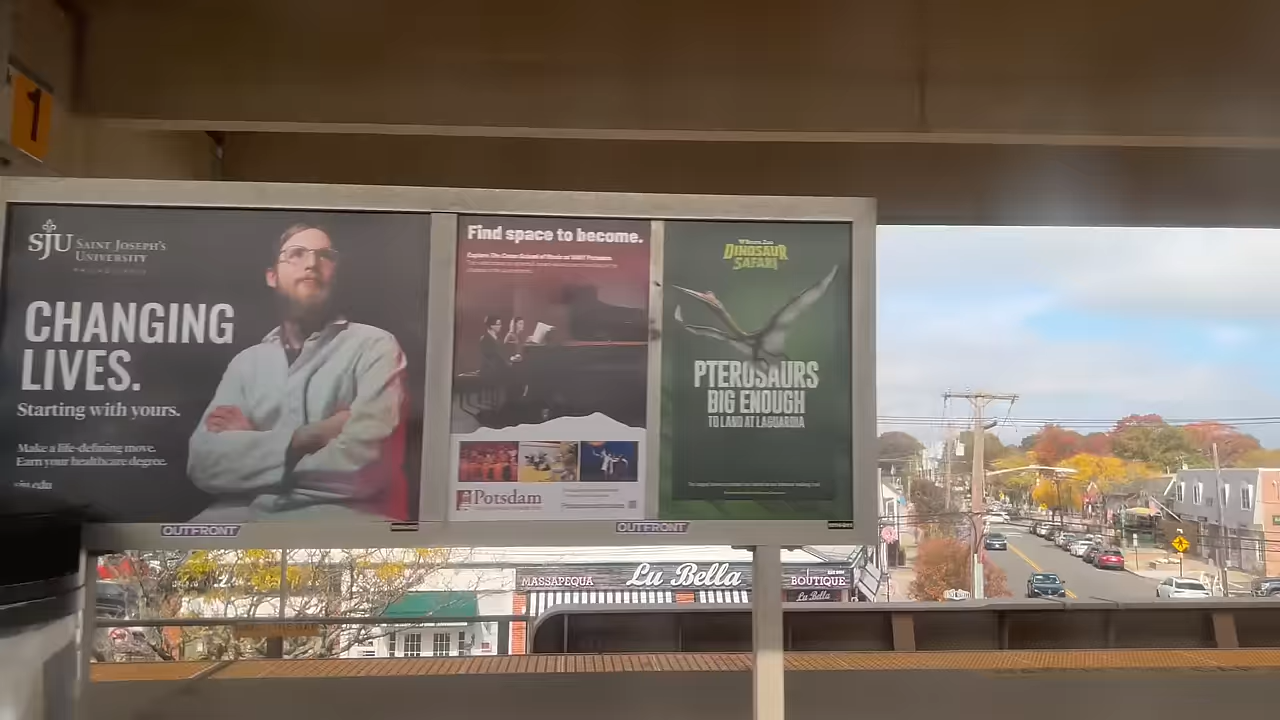 1
SJU SAINT JOSEPH'S
UNIVERSITY
PHILADELPHIA
CHANGING
LIVES.
Starting with yours.
Make a life-defining move.
Earn your healthcare degree.
sju.edu
Find space to become.
Potsdam
DINOSAUR
SAFARI
PTEROSAURS
BIG ENOUGH
TO LAND AT LAGUARDIA
OUTFRONT
OUTFRONT
MASSAPEQUA La Bella BOUTIQUE
La Bella